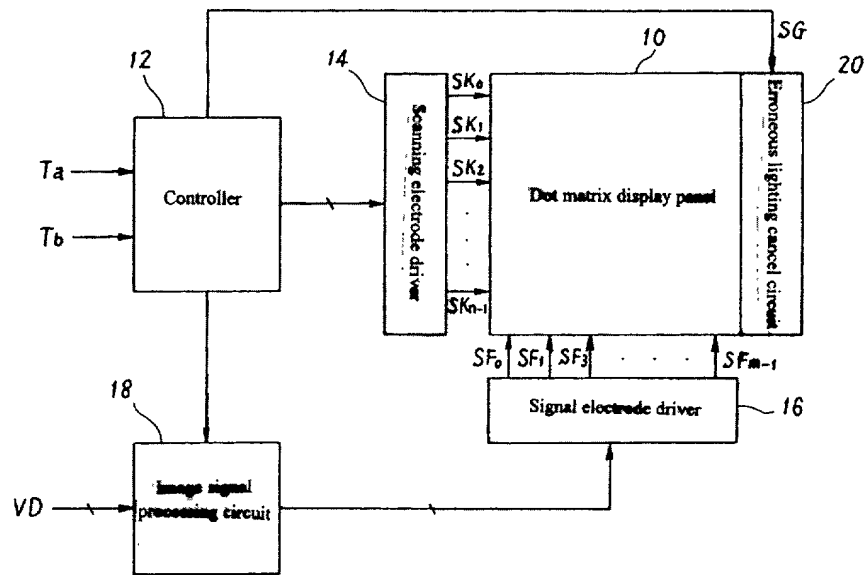 SG
12
14
10
20
SK0
SK1
SK2
SKn-1
Ta
Tb
Controller
Scanning electrode driver
Dot matrix display panel
Erroneous lighting cancel circuit
SF0 SF1 SF3 SFm-1
Signal electrode driver
16
18
VD
Image signal
processing circuit